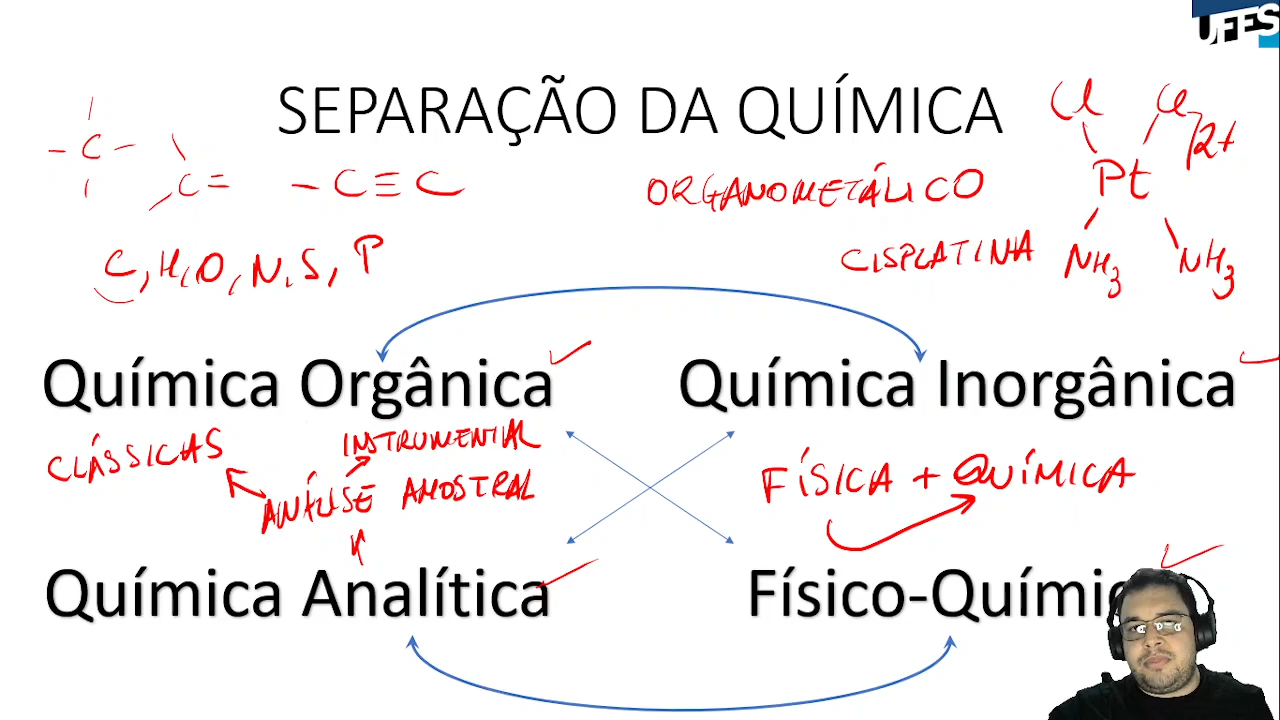 UFES
SEPARAÇÃO DA QUÍMICA
Cl Cl
2+
C C= - C≡C
ORGANOMETÁLICO
Pt
C, H, O, N, S, P
CISPLATINA
NH3 NH3
Química Orgânica
Química Inorgânica
CLÁSSICAS
INSTRUMENTAL
ANÁLISE AMOSTRAL
FÍSICA + QUÍMICA
Química Analítica
Físico-Químic